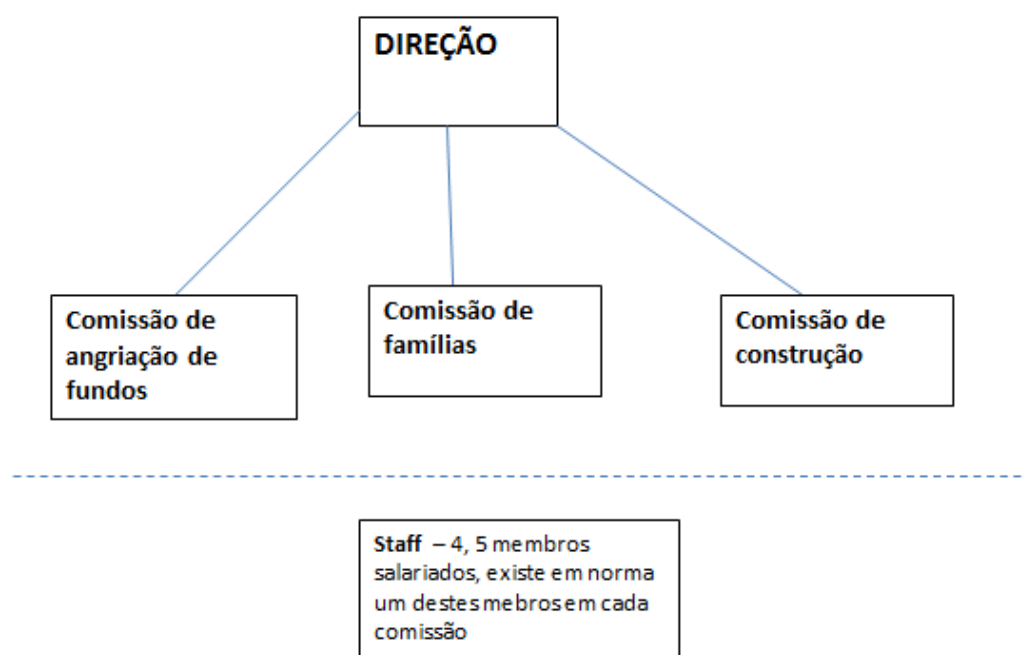 DIREÇÃO
Comissão de
angriação de
fundos
Comissão de
famílias
Comissão de
construção
Staff – 4, 5 membros
salariados, existe em norma
um destes mebros em cada
comissão